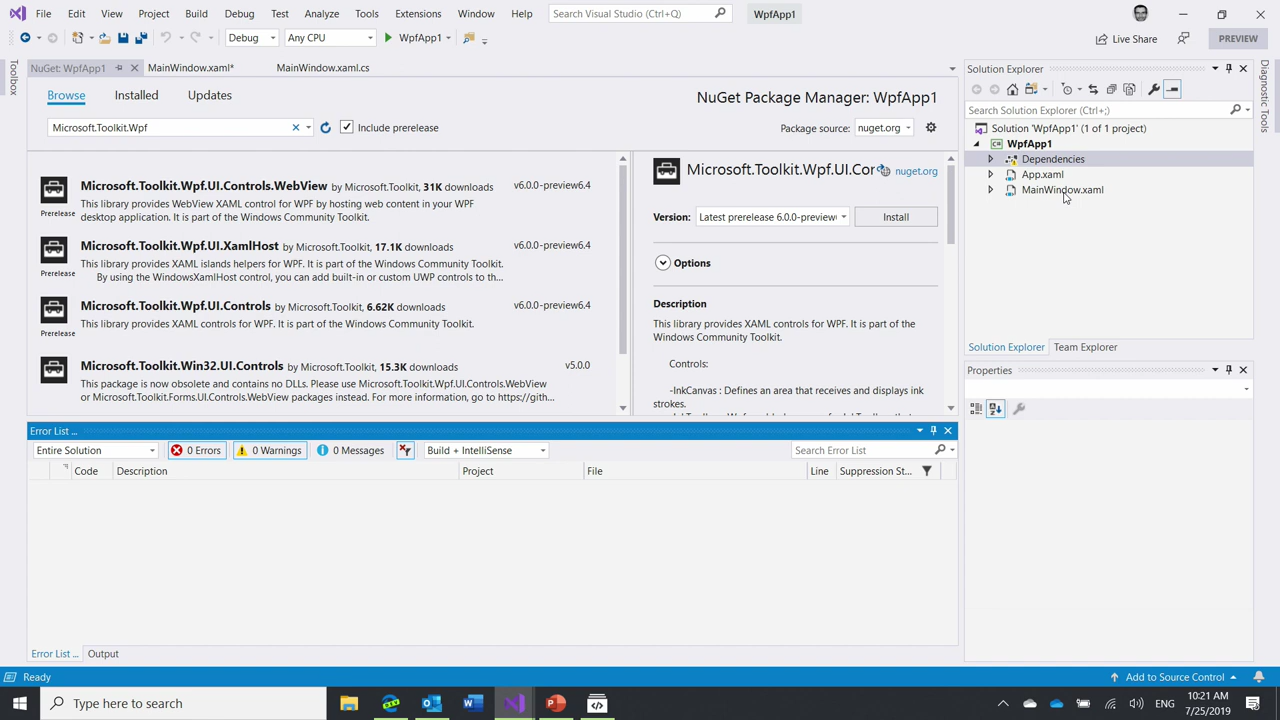 File Edit View Project Build Debug Test Analyze Tools Extensions Window Help Search Visual Studio (Ctrl+Q) WpfApp1
Debug Any CPU WpfApp1 Live Share PREVIEW
Toolbox
NuGet: WpfApp1 MainWindow.xaml* MainWindow.xaml.cs
Browse Installed Updates
NuGet Package Manager: WpfApp1
Microsoft.Toolkit.Wpf Include prerelease Package source: nuget.org
Microsoft.Toolkit.Wpf.UI.Controls.WebView by Microsoft.Toolkit, 31K downloads v6.0.0-preview6.4
This library provides WebView XAML control for WPF by hosting web content in your WPF
desktop application. It is part of the Windows Community Toolkit.
Prerelease
Microsoft.Toolkit.Wpf.UI.XamlHost by Microsoft.Toolkit, 17.1K downloads v6.0.0-preview6.4
This library provides XAML islands helpers for WPF. It is part of the Windows Community Toolkit.
By using the WindowsXamlHost control, you can add built-in or custom UWP controls to th...
Prerelease
Microsoft.Toolkit.Wpf.UI.Controls by Microsoft.Toolkit, 6.62K downloads v6.0.0-preview6.4
This library provides XAML controls for WPF. It is part of the Windows Community Toolkit.
Prerelease
Microsoft.Toolkit.Win32.UI.Controls by Microsoft.Toolkit, 15.3K downloads v5.0.0
This package is now obsolete and contains no DLLs. Please use Microsoft.Toolkit.Wpf.UI.Controls.WebView
or Microsoft.Toolkit.Forms.UI.Controls.WebView packages instead. For more information, go to https://gith...
Microsoft.Toolkit.Wpf.UI.Cor nuget.org
Version: Latest prerelease 6.0.0-preview Install
Options
Description
This library provides XAML controls for WPF. It is part of the
Windows Community Toolkit.
Controls:
-InkCanvas : Defines an area that receives and displays ink
strokes.
Solution Explorer
Search Solution Explorer (Ctrl+;)
Solution 'WpfApp1' (1 of 1 project)
WpfApp1
Dependencies
App.xaml
MainWindow.xaml
Solution Explorer Team Explorer
Properties
Diagnostic Tools
Error List ...
Entire Solution 0 Errors 0 Warnings 0 Messages Build + IntelliSense Search Error List
Code Description Project File Line Suppression St...
Error List ... Output
Ready Add to Source Control
Type here to search ENG 10:21 AM
7/25/2019